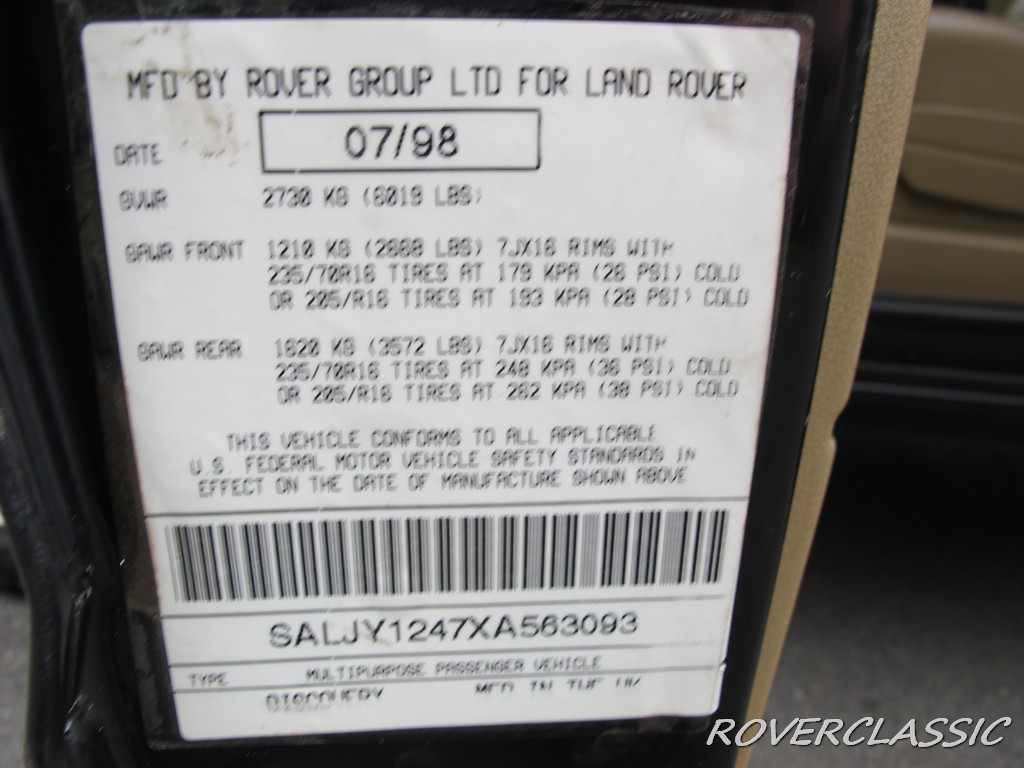 MFD BY ROVER GROUP LTD FOR LAND ROVER
DATE 07/98
GVWR 2730 KG (6019 LBS)
GAWR FRONT 1210 KG (2668 LBS) 7JX16 RIMS WITH
235/70R16 TIRES AT 179 KPA (26 PSI) COLD
OR 205/R16 TIRES AT 193 KPA (28 PSI) COLD
GAWR REAR 1620 KG (3572 LBS) 7JX16 RIMS WITH
235/70R16 TIRES AT 248 KPA (36 PSI) COLD
OR 205/R16 TIRES AT 262 KPA (38 PSI) COLD
THIS VEHICLE CONFORMS TO ALL APPLICABLE
U.S. FEDERAL MOTOR VEHICLE SAFETY STANDARDS IN
EFFECT ON THE DATE OF MANUFACTURE SHOWN ABOVE
SALJY1247XA563093
TYPE MULTIPURPOSE PASSENGER VEHICLE
DISCOVERY MFD IN THE UK
ROVERCLASSIC